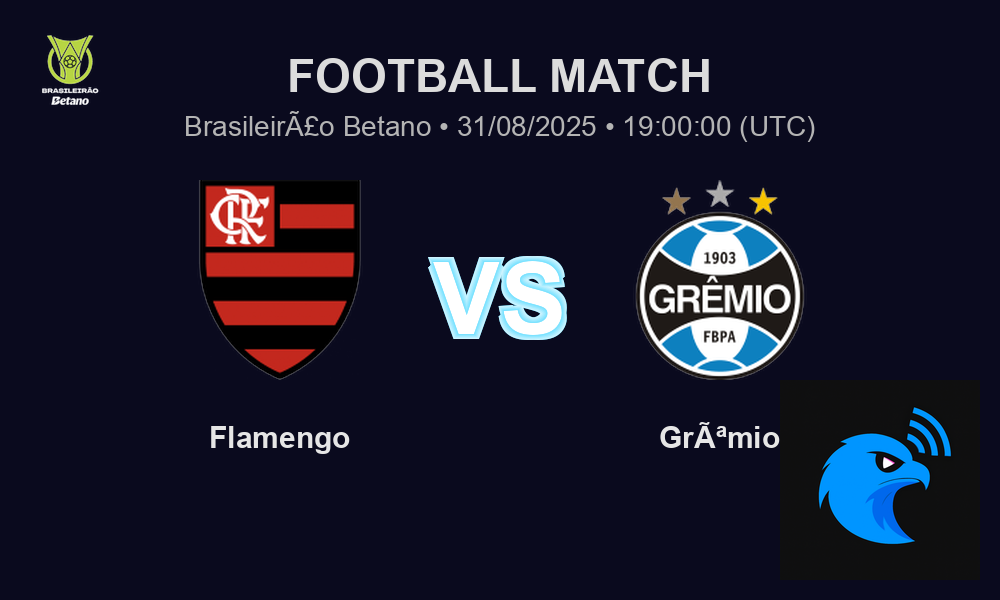 FOOTBALL MATCH
BRASILEIRÃO
Betano
BrasileirÃ£o Betano • 31/08/2025 • 19:00:00 (UTC)
CRF
1903
GRÊMIO
FBPA
VS
Flamengo
GrÃªmio